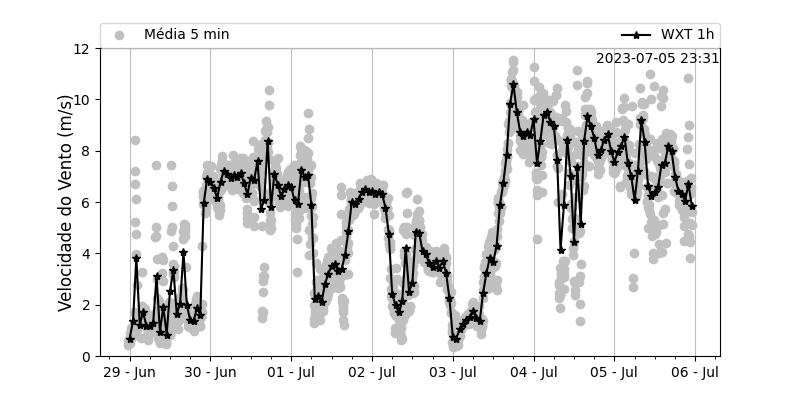 Média 5 min
WXT 1h
2023-07-05 23:31
Velocidade do Vento (m/s)
12
10
8
6
4
2
0
29 - Jun
30 - Jun
01 - Jul
02 - Jul
03 - Jul
04 - Jul
05 - Jul
06 - Jul